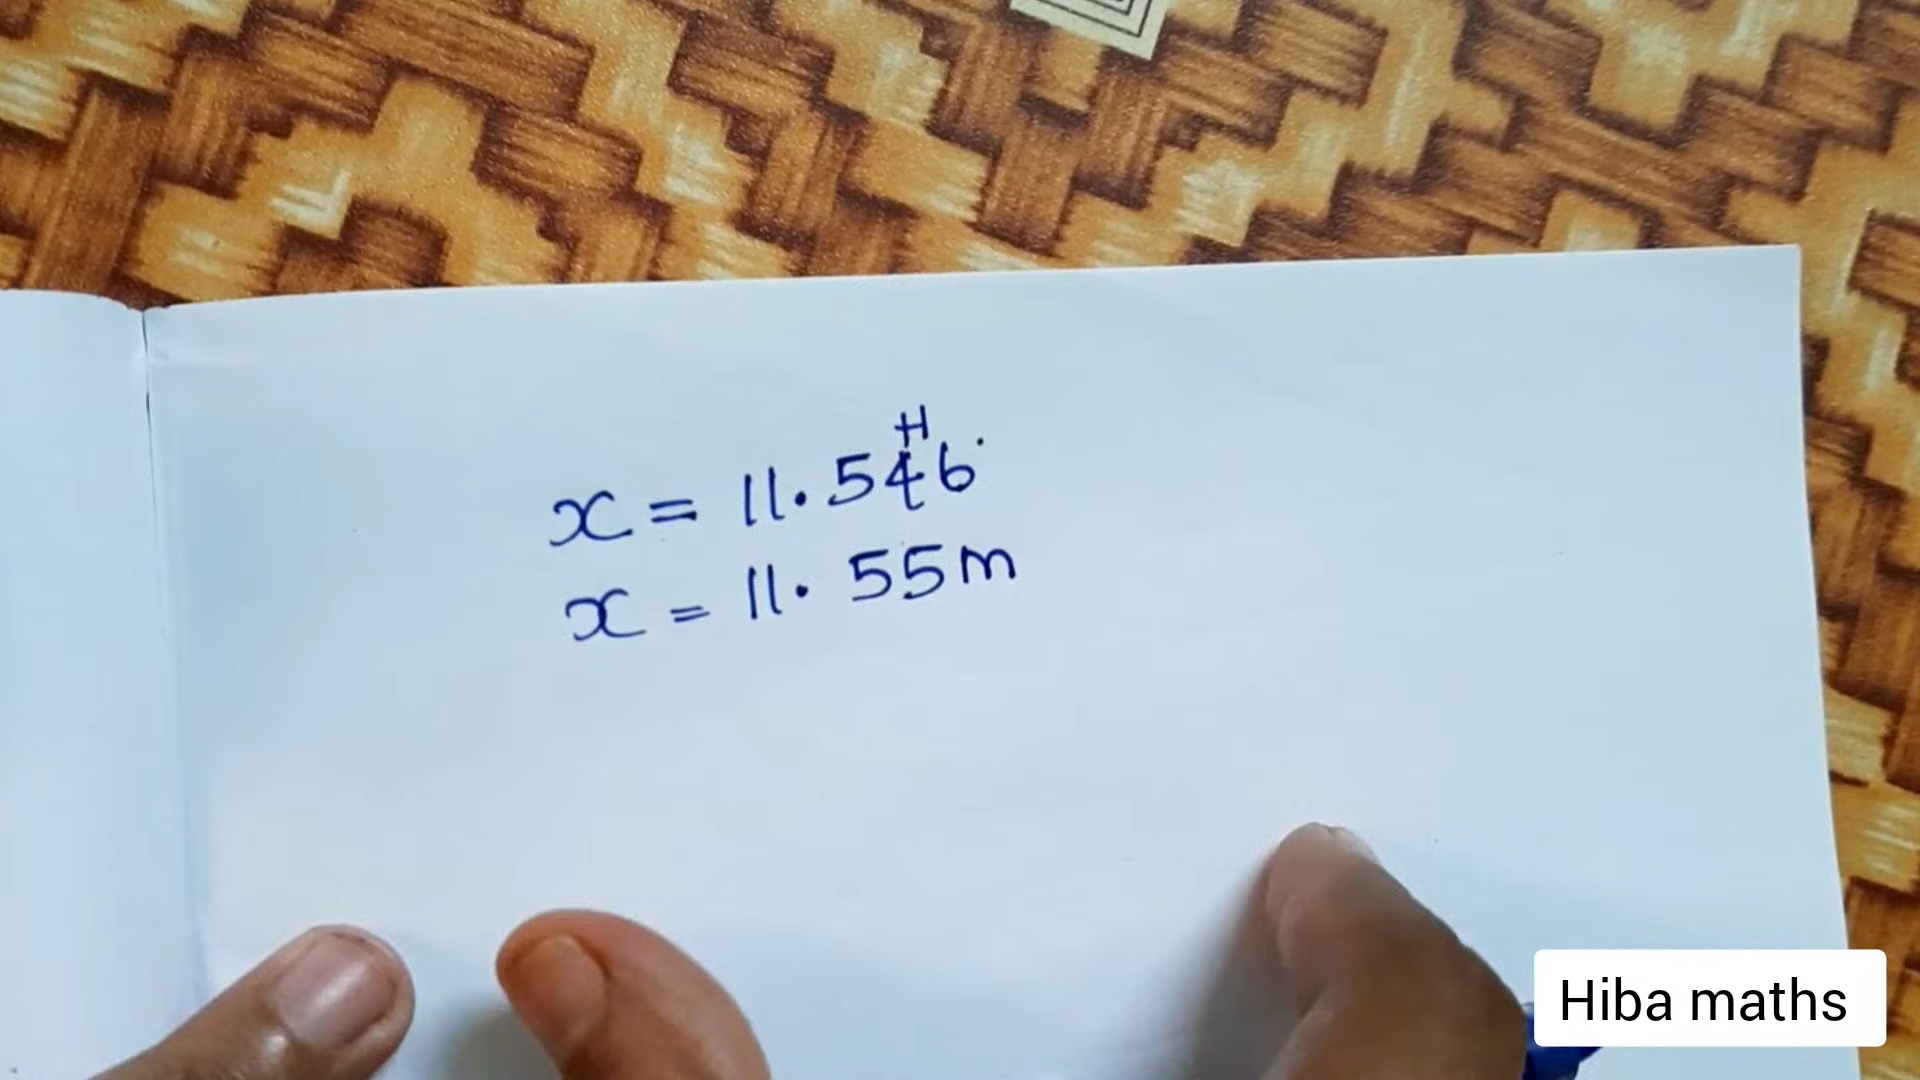 x = 11.546
x = 11.55m
Hiba maths